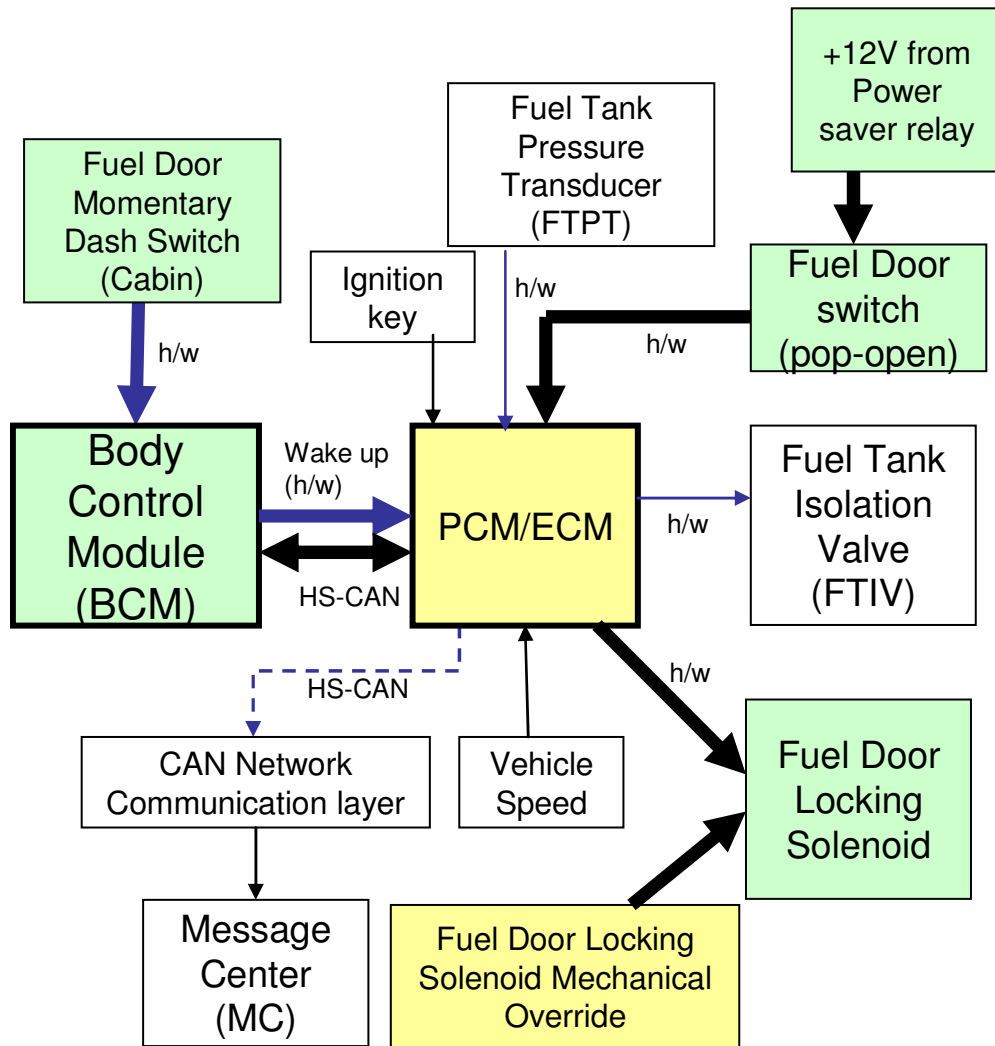 +12V from
Power
saver relay
Fuel Tank
Pressure
Transducer
(FTPT)
Fuel Door
Momentary
Dash Switch
(Cabin)
Ignition
key
Fuel Door
switch
(pop-open)
h/w
h/w
h/w
Body
Control
Module
(BCM)
Wake up
(h/w)
HS-CAN
PCM/ECM
h/w
Fuel Tank
Isolation
Valve
(FTIV)
HS-CAN
h/w
CAN Network
Communication layer
Vehicle
Speed
Fuel Door
Locking
Solenoid
Message
Center
(MC)
Fuel Door Locking
Solenoid Mechanical
Override